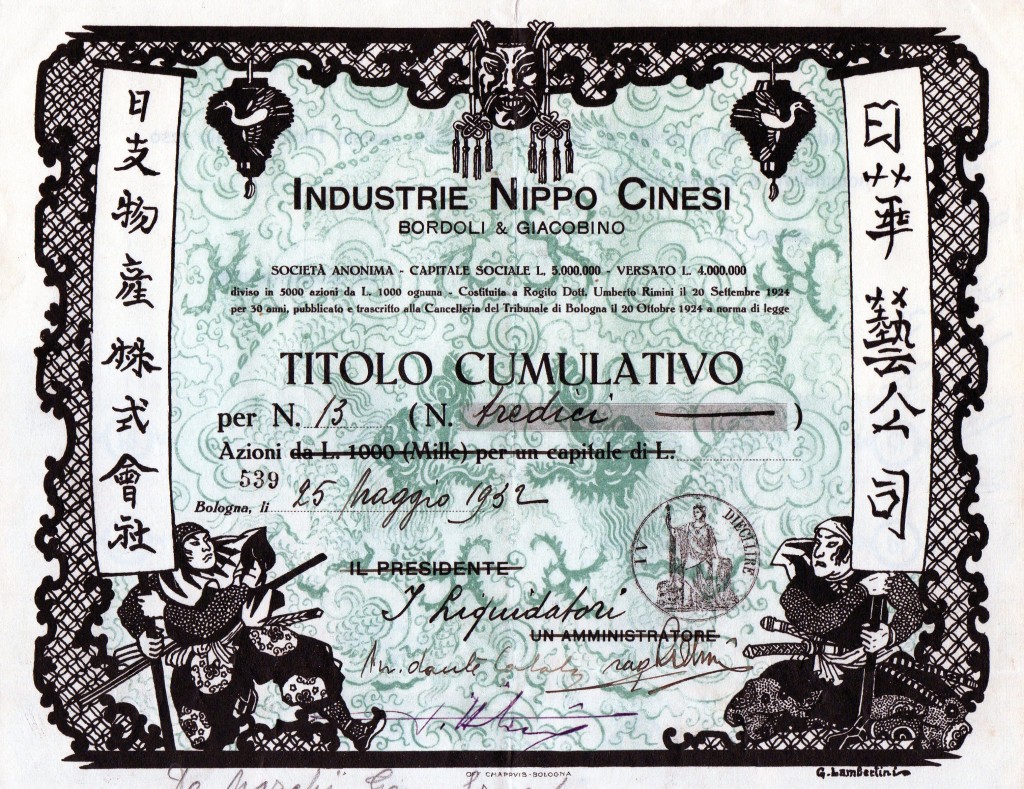 日支物產株式會社
日華藝公司
INDUSTRIE NIPPO CINESI
BORDOLI & GIACOBINO
SOCIETÀ ANONIMA - CAPITALE SOCIALE L. 5.000.000 - VERSATO L. 4.000.000
diviso in 5000 azioni da L. 1000 ognuna - Costituita a Rogito Dott. Umberto Rimini il 20 Settembre 1924
per 30 anni, pubblicato e trascritto alla Cancelleria del Tribunale di Bologna il 20 Ottobre 1924 a norma di legge
TITOLO CUMULATIVO
per N. 13 (N. tredici)
Azioni da L. 1000 (Mille) per un capitale di L.
539
Bologna, li 25 Maggio 1932
DIECI LIRE
IL PRESIDENTE
I Liquidatori
UN AMMINISTRATORE
OFF. CHAPPUIS - BOLOGNA
G. Lambertini